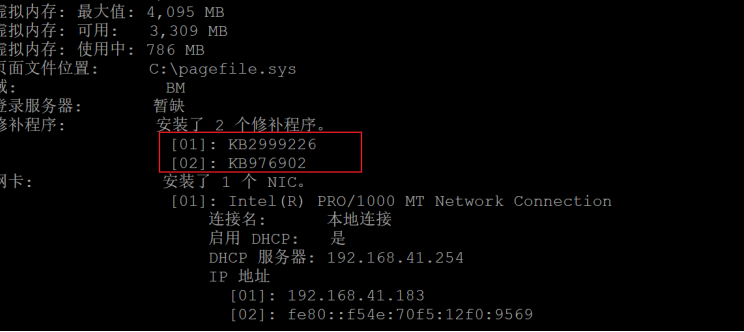 虚拟内存: 最大值: 4,095 MB
虚拟内存: 可用: 3,309 MB
虚拟内存: 使用中: 786 MB
页面文件位置: C:\pagefile.sys
域: BM
登录服务器: 暂缺
修补程序: 安装了 2 个修补程序。
[01]: KB2999226
[02]: KB976902
网卡: 安装了 1 个 NIC。
[01]: Intel(R) PRO/1000 MT Network Connection
连接名: 本地连接
启用 DHCP: 是
DHCP 服务器: 192.168.41.254
IP 地址
[01]: 192.168.41.183
[02]: fe80::f54e:70f5:12f0:9569